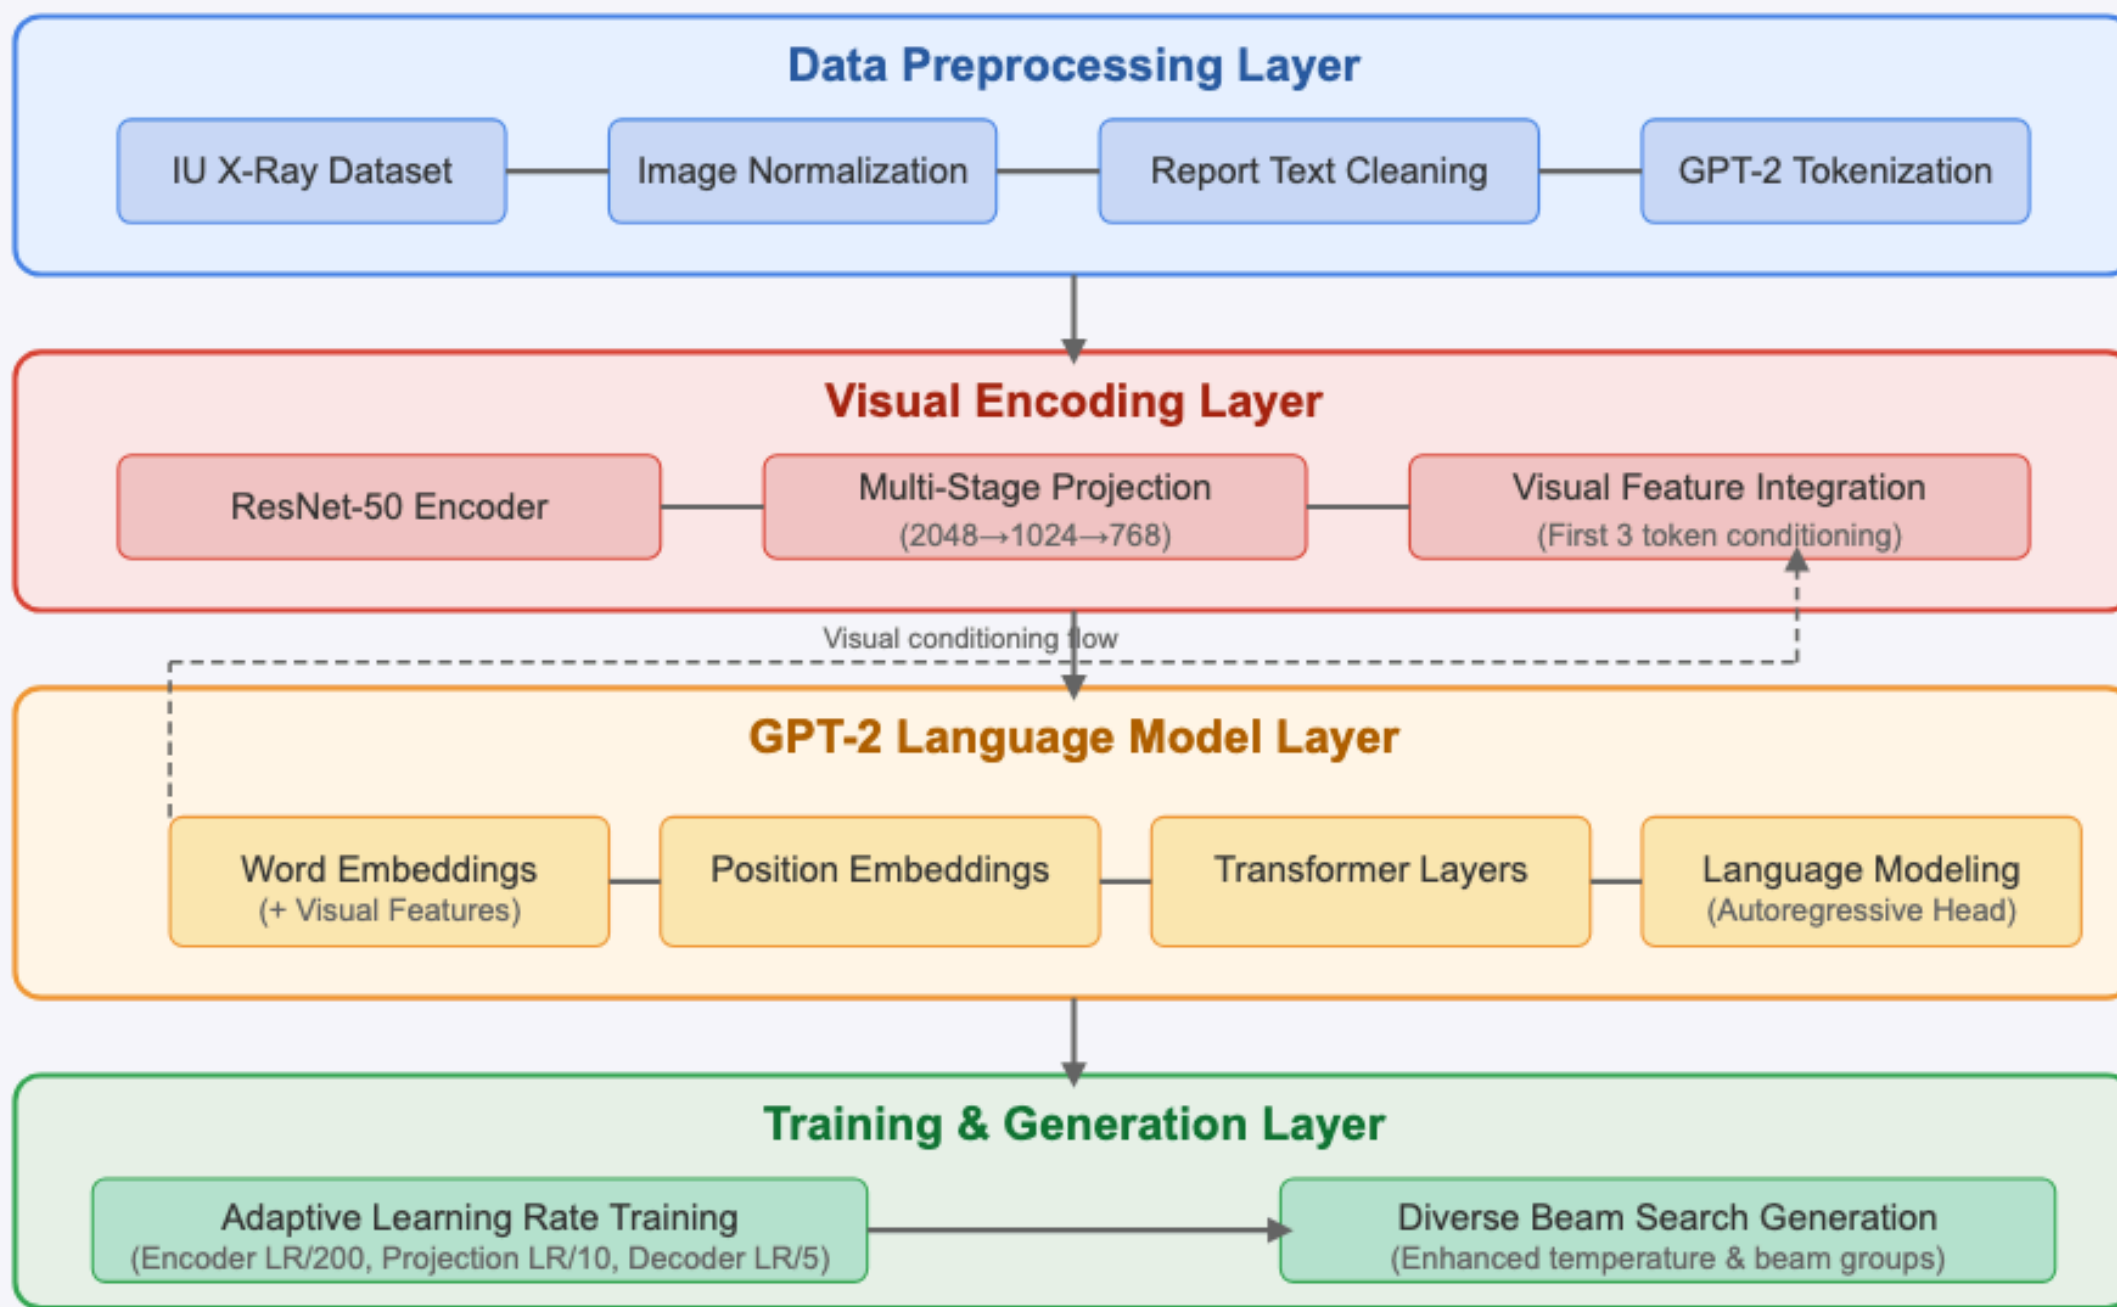 Data Preprocessing Layer
IU X-Ray Dataset
Image Normalization
Report Text Cleaning
GPT-2 Tokenization
Visual Encoding Layer
ResNet-50 Encoder
Multi-Stage Projection
(2048→1024→768)
Visual Feature Integration
(First 3 token conditioning)
Visual conditioning flow
GPT-2 Language Model Layer
Word Embeddings
(+ Visual Features)
Position Embeddings
Transformer Layers
Language Modeling
(Autoregressive Head)
Training & Generation Layer
Adaptive Learning Rate Training
(Encoder LR/200, Projection LR/10, Decoder LR/5)
Diverse Beam Search Generation
(Enhanced temperature & beam groups)